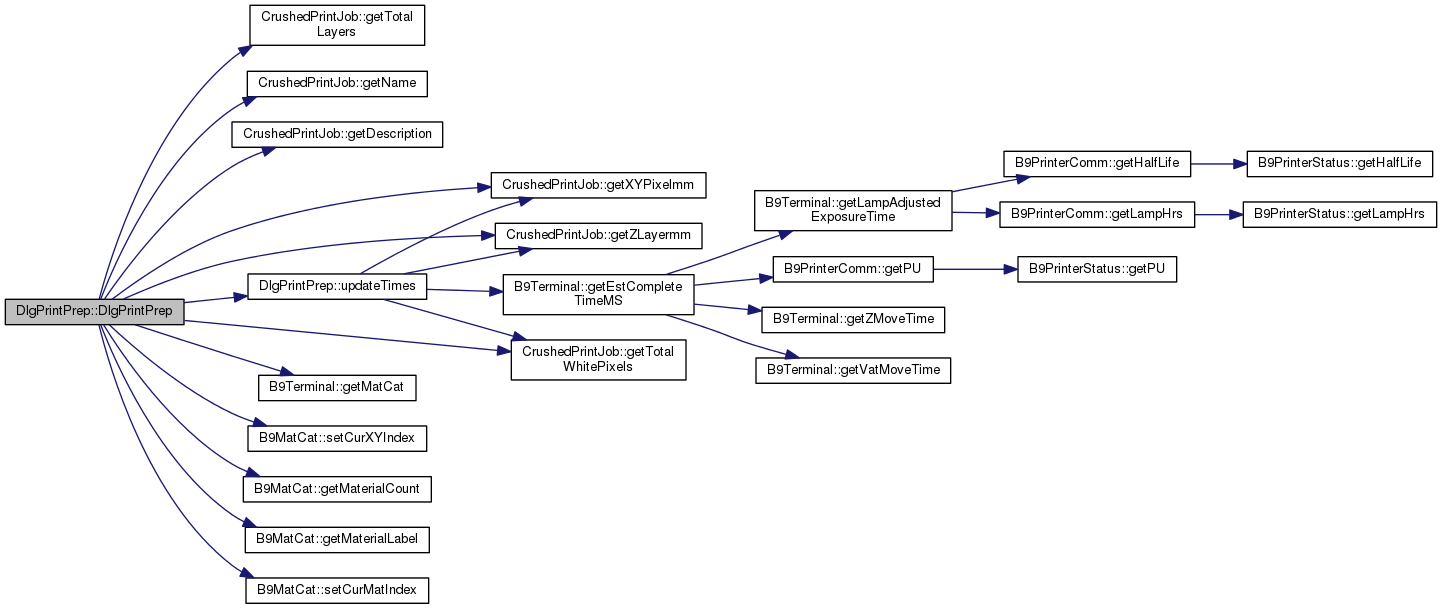 DlgPrintPrep::DlgPrintPrep
CrushedPrintJob::getTotal
Layers
CrushedPrintJob::getName
CrushedPrintJob::getDescription
CrushedPrintJob::getXYPixelmm
CrushedPrintJob::getZLayermm
DlgPrintPrep::updateTimes
B9Terminal::getEstComplete
TimeMS
CrushedPrintJob::getTotal
WhitePixels
B9Terminal::getLampAdjusted
ExposureTime
B9PrinterComm::getHalfLife
B9PrinterStatus::getHalfLife
B9PrinterComm::getLampHrs
B9PrinterStatus::getLampHrs
B9PrinterComm::getPU
B9PrinterStatus::getPU
B9Terminal::getZMoveTime
B9Terminal::getVatMoveTime
B9Terminal::getMatCat
B9MatCat::setCurXYIndex
B9MatCat::getMaterialCount
B9MatCat::getMaterialLabel
B9MatCat::setCurMatIndex